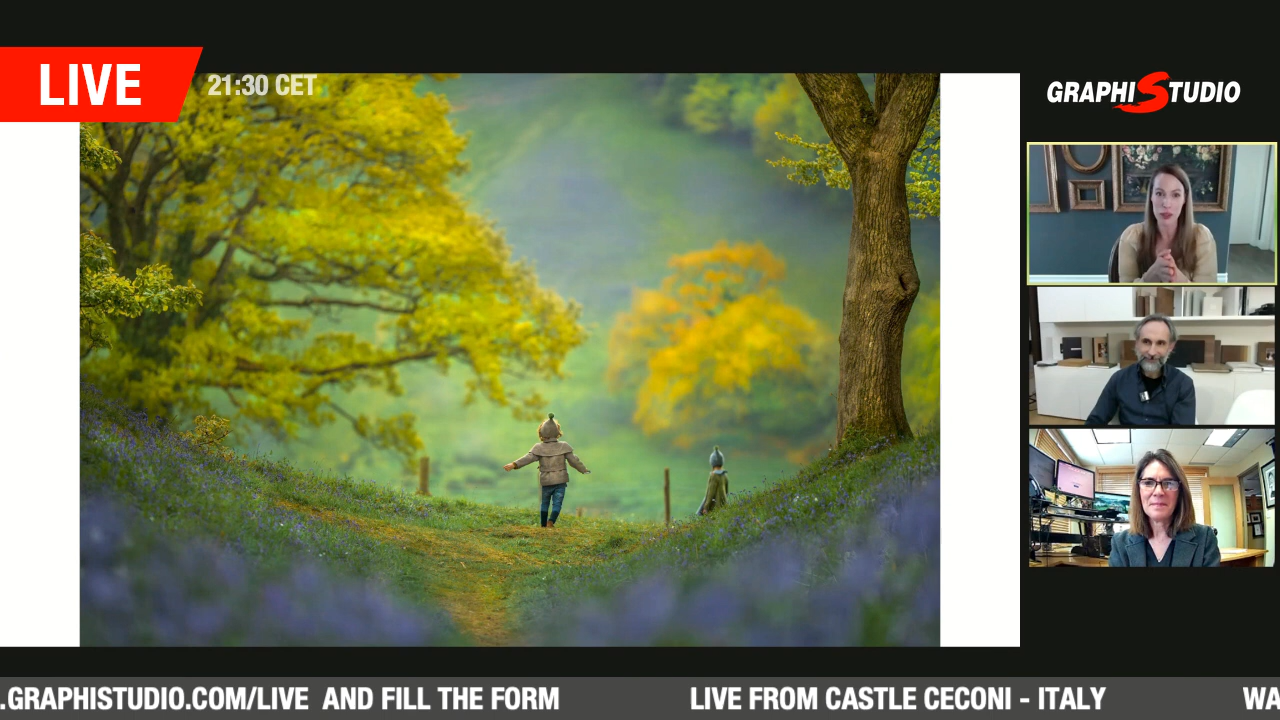 LIVE
21:30 CET
GRAPHISTUDIO
.GRAPHISTUDIO.COM/LIVE AND FILL THE FORM
LIVE FROM CASTLE CECONI - ITALY
WA